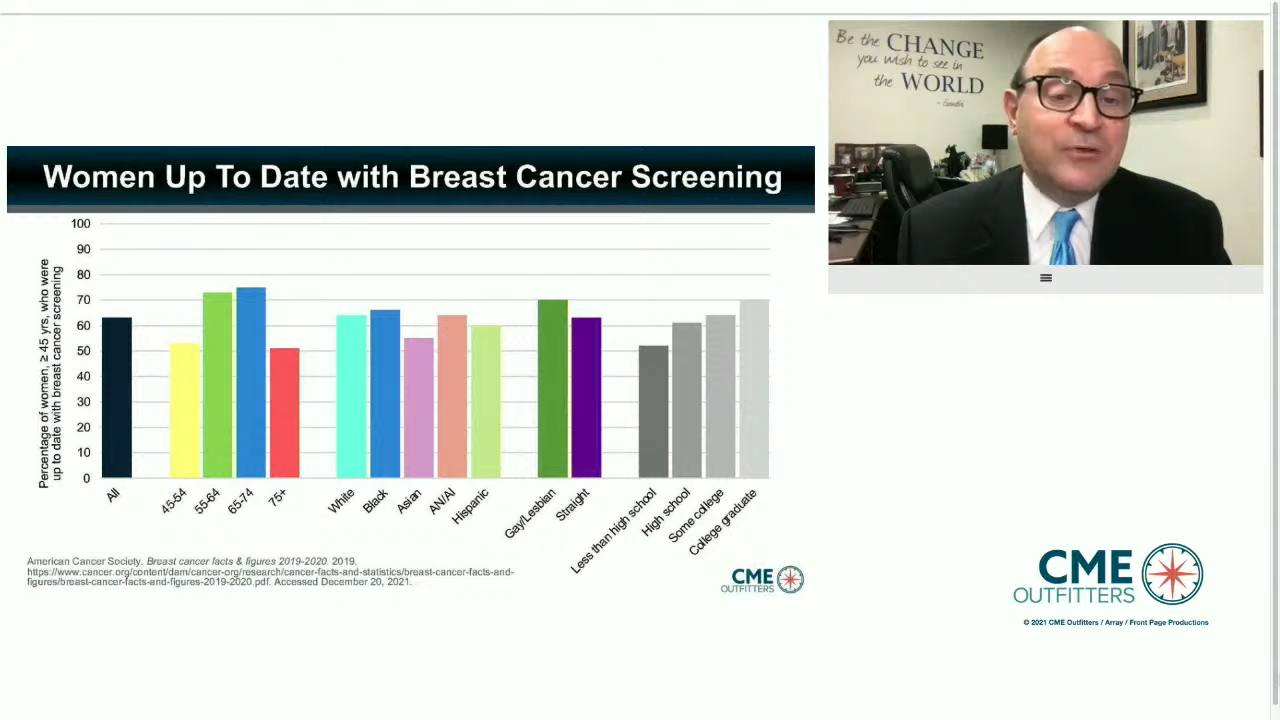 Be the CHANGE
you wish to see in
the WORLD
- Gandhi
Women Up To Date with Breast Cancer Screening
Percentage of women, ≥ 45 yrs, who were
up to date with breast cancer screening
100
90
80
70
60
50
40
30
20
10
0
All
45-54
55-64
65-74
75+
White
Black
Asian
AN/AI
Hispanic
Gay/Lesbian
Straight
Less than high school
High school
Some college
College graduate
American Cancer Society. Breast cancer facts & figures 2019-2020. 2019.
https://www.cancer.org/content/dam/cancer-org/research/cancer-facts-and-statistics/breast-cancer-facts-and-
figures/breast-cancer-facts-and-figures-2019-2020.pdf. Accessed December 20, 2021.
CME
OUTFITTERS
CME
OUTFITTERS
© 2021 CME Outfitters / Array / Front Page Productions